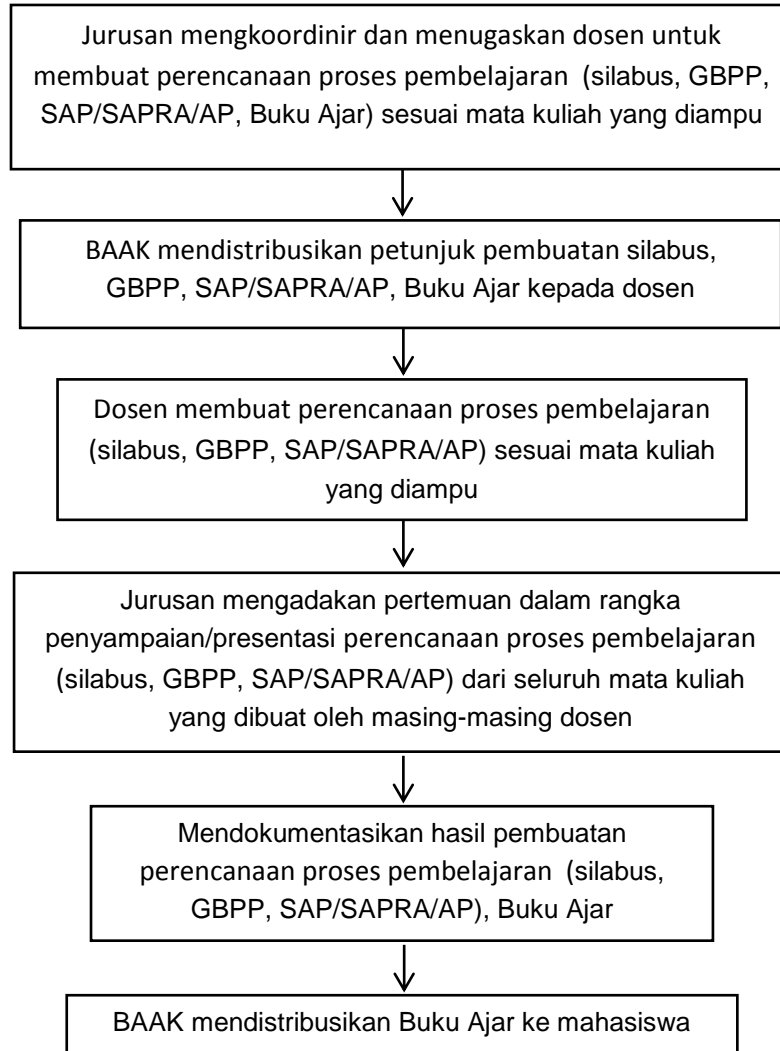 Jurusan mengkoordinir dan menugaskan dosen untuk
membuat perencanaan proses pembelajaran (silabus, GBPP,
SAP/SAPRA/AP, Buku Ajar) sesuai mata kuliah yang diampu
BAAK mendistribusikan petunjuk pembuatan silabus,
GBPP, SAP/SAPRA/AP, Buku Ajar kepada dosen
Dosen membuat perencanaan proses pembelajaran
(silabus, GBPP, SAP/SAPRA/AP) sesuai mata kuliah
yang diampu
Jurusan mengadakan pertemuan dalam rangka
penyampaian/presentasi perencanaan proses pembelajaran
(silabus, GBPP, SAP/SAPRA/AP) dari seluruh mata kuliah
yang dibuat oleh masing-masing dosen
Mendokumentasikan hasil pembuatan
perencanaan proses pembelajaran (silabus,
GBPP, SAP/SAPRA/AP), Buku Ajar
BAAK mendistribusikan Buku Ajar ke mahasiswa